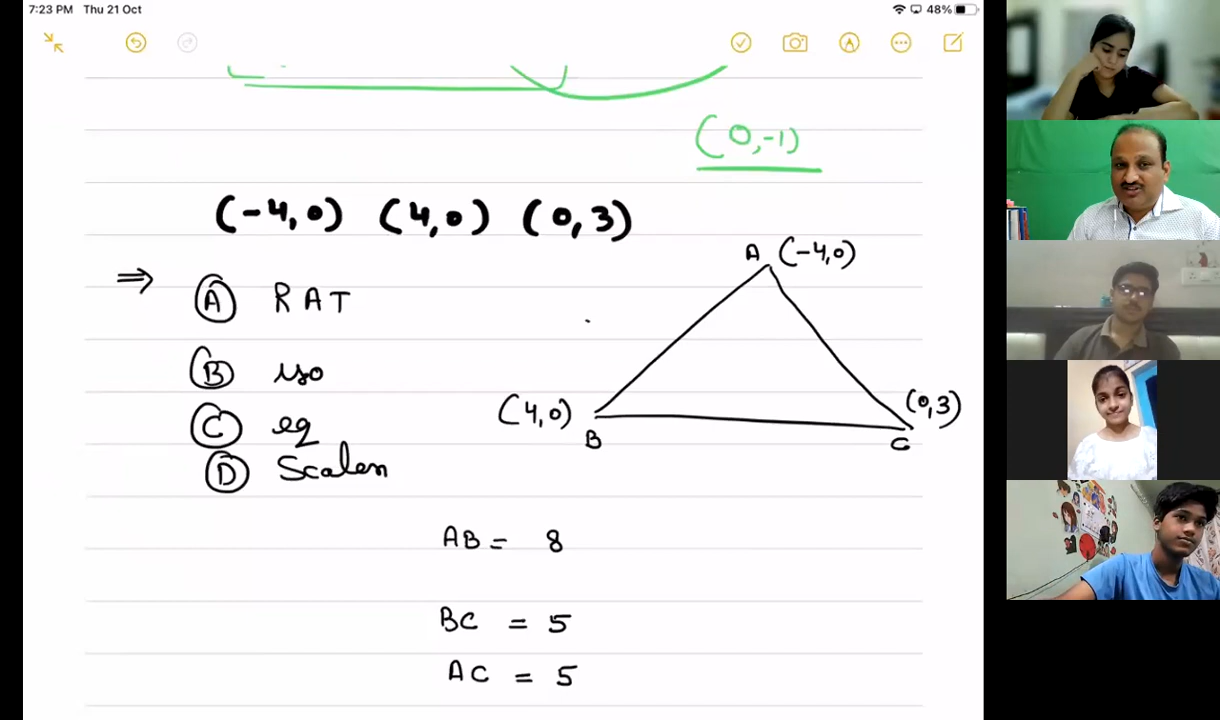 7:23 PM Thu 21 Oct
48%
(0,-1)
(-4,0) (4,0) (0,3)
A (-4,0)
⇒ (A) RAT
(B) iso
(4,0)
(0,3)
B
C
(C) eq
(D) Scalen
AB = 8
BC = 5
AC = 5